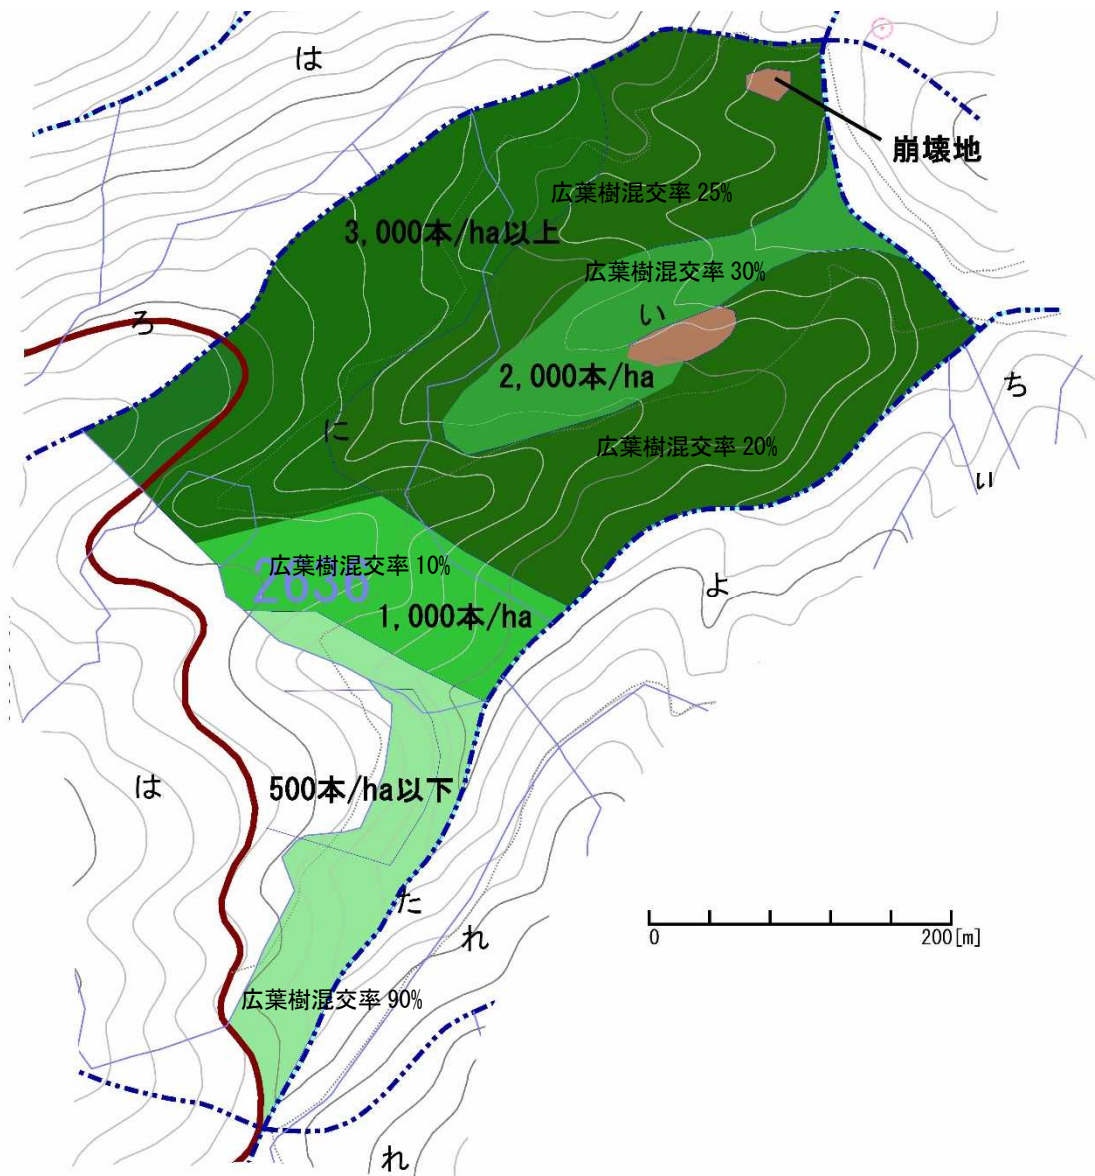 は
崩壊地
広葉樹混交率 25%
3,000本/ha以上
広葉樹混交率 30%
い
ろ
2,000本/ha
ち
に
広葉樹混交率 20%
い
広葉樹混交率 10%
2636
よ
1,000本/ha
は
500本/ha以下
た
れ
0 200[m]
広葉樹混交率 90%
れ